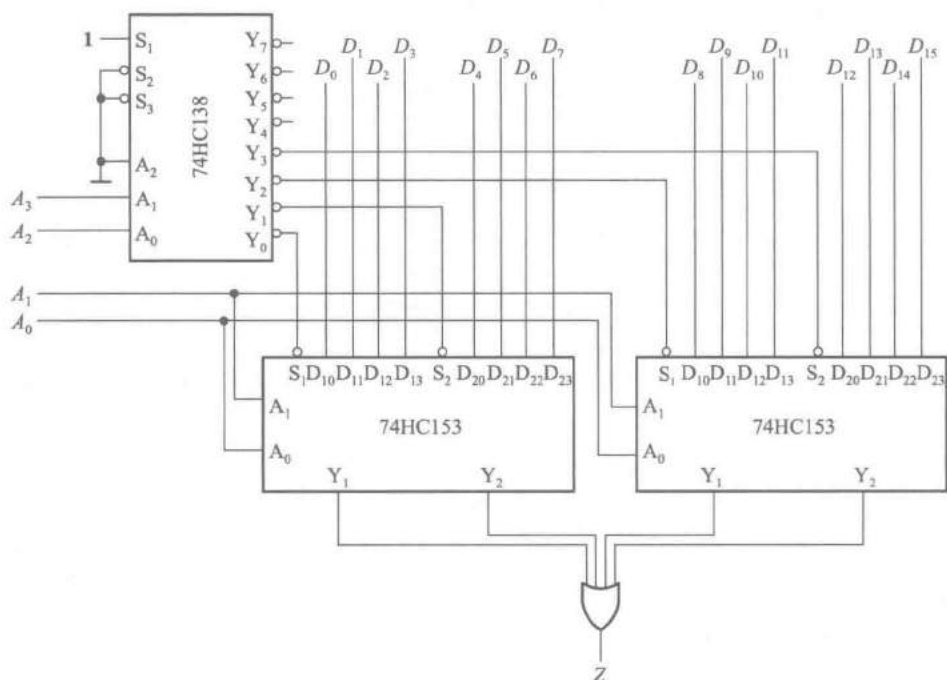 1
S₁
S₂
S₃
A₂
A₁
A₀
74HC138
Y₇
Y₆
Y₅
Y₄
Y₃
Y₂
Y₁
Y₀
A₃
A₂
A₁
A₀
D₁ D₃ D₅ D₇ D₉ D₁₁ D₁₃ D₁₅
D₀ D₂ D₄ D₆ D₈ D₁₀ D₁₂ D₁₄
S₁ D₁₀ D₁₁ D₁₂ D₁₃ S₂ D₂₀ D₂₁ D₂₂ D₂₃
A₁
74HC153
A₀
Y₁ Y₂
S₁ D₁₀ D₁₁ D₁₂ D₁₃ S₂ D₂₀ D₂₁ D₂₂ D₂₃
A₁
74HC153
A₀
Y₁ Y₂
Z